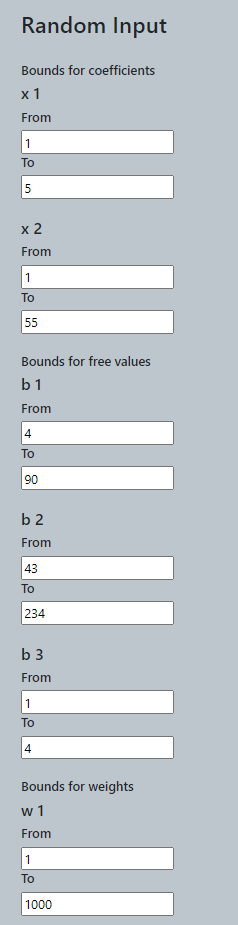 Random Input
Bounds for coefficients
x 1
From
1
To
5
x 2
From
1
To
55
Bounds for free values
b 1
From
4
To
90
b 2
From
43
To
234
b 3
From
1
To
4
Bounds for weights
w 1
From
1
To
1000